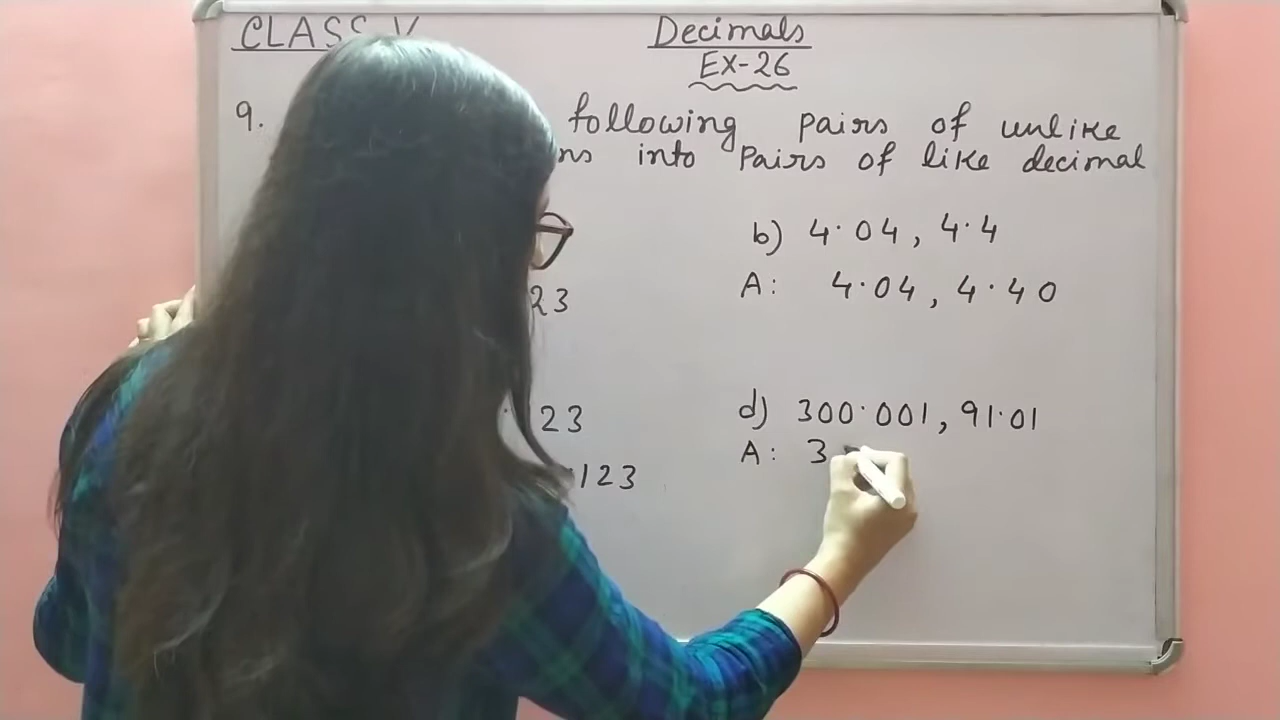 CLASS V
Decimals
EX-26
9. following pairs of unlike
ns into Pairs of like decimal
b) 4.04, 4.4
23
A: 4.04, 4.40
23
d) 300.001, 91.01
123
A: 3